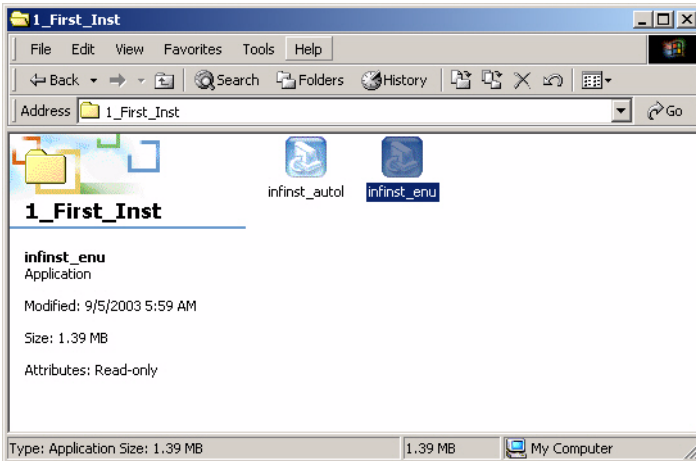 1_First_Inst
File Edit View Favorites Tools Help
Back Search Folders History
Address 1_First_Inst Go
infinst_autol infinst_enu
1_First_Inst
infinst_enu
Application
Modified: 9/5/2003 5:59 AM
Size: 1.39 MB
Attributes: Read-only
Type: Application Size: 1.39 MB 1.39 MB My Computer